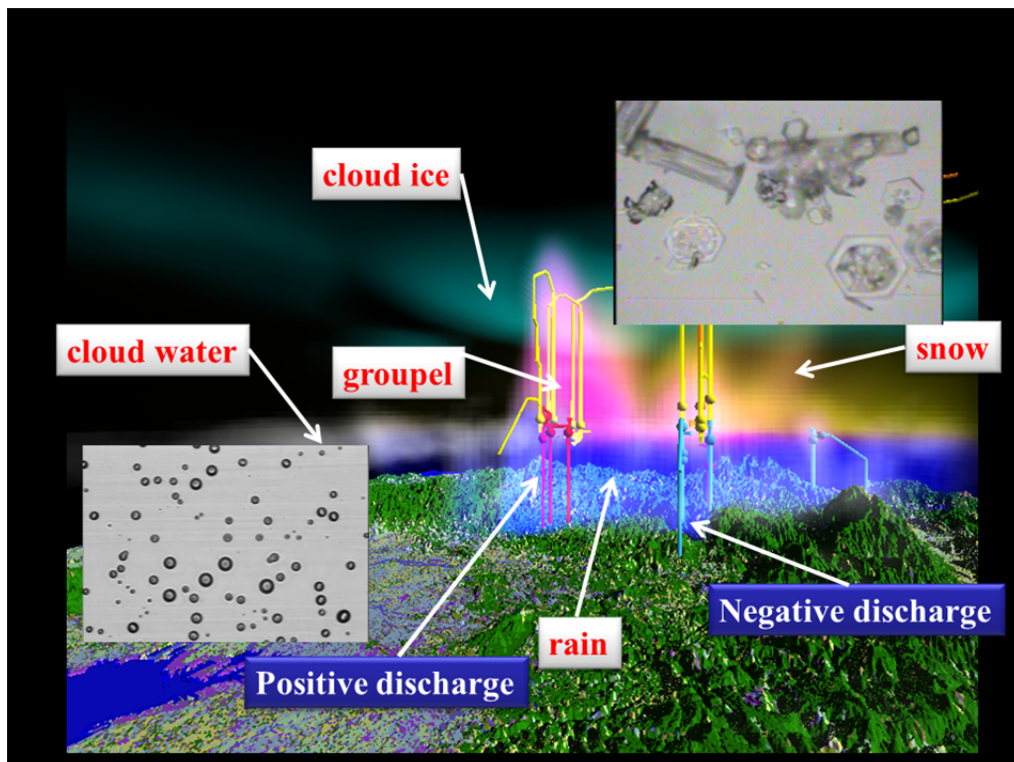 cloud ice
cloud water
groupel
snow
Negative discharge
rain
Positive discharge